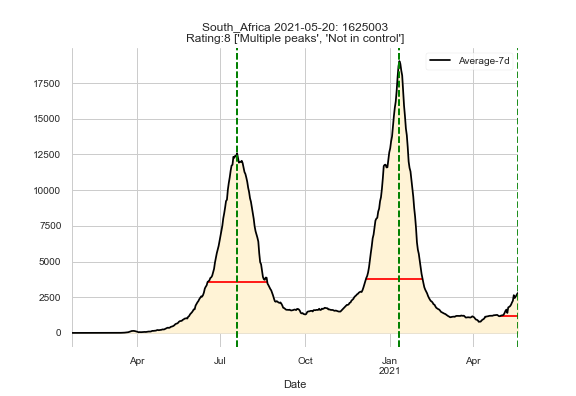 South_Africa 2021-05-20: 1625003
Rating:8 ['Multiple peaks', 'Not in control']
Average-7d
17500
15000
12500
10000
7500
5000
2500
0
Apr
Jul
Oct
Jan
2021
Apr
Date